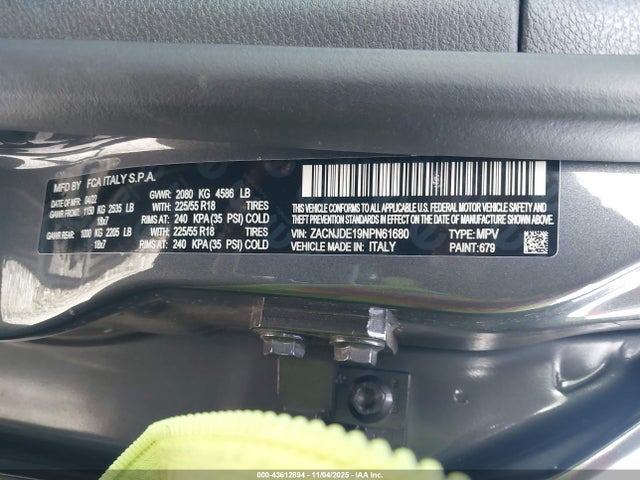 MFD BY FCA ITALY S.P.A.
DATE OF MFR 04/22 GVWR: 2080 KG 4586 LB
GAWR FRONT: 1150 KG 2535 LB WITH: 225/55 R18 TIRES
18x7 RIMS AT: 240 KPA (35 PSI) COLD
GAWR REAR: 1000 KG 2205 LB WITH: 225/55 R18 TIRES
18x7 RIMS AT: 240 KPA (35 PSI) COLD
THIS VEHICLE CONFORMS TO ALL
APPLICABLE U.S. FEDERAL MOTOR VEHICLE SAFETY
STANDARDS IN EFFECT ON THE DATE OF MANUFACTURE SHOWN ABOVE.
VIN: ZACNJDE19NPN61680 TYPE: MPV
VEHICLE MADE IN: ITALY PAINT: 679
000-43612894 - 11/04/2025 - IAA Inc.